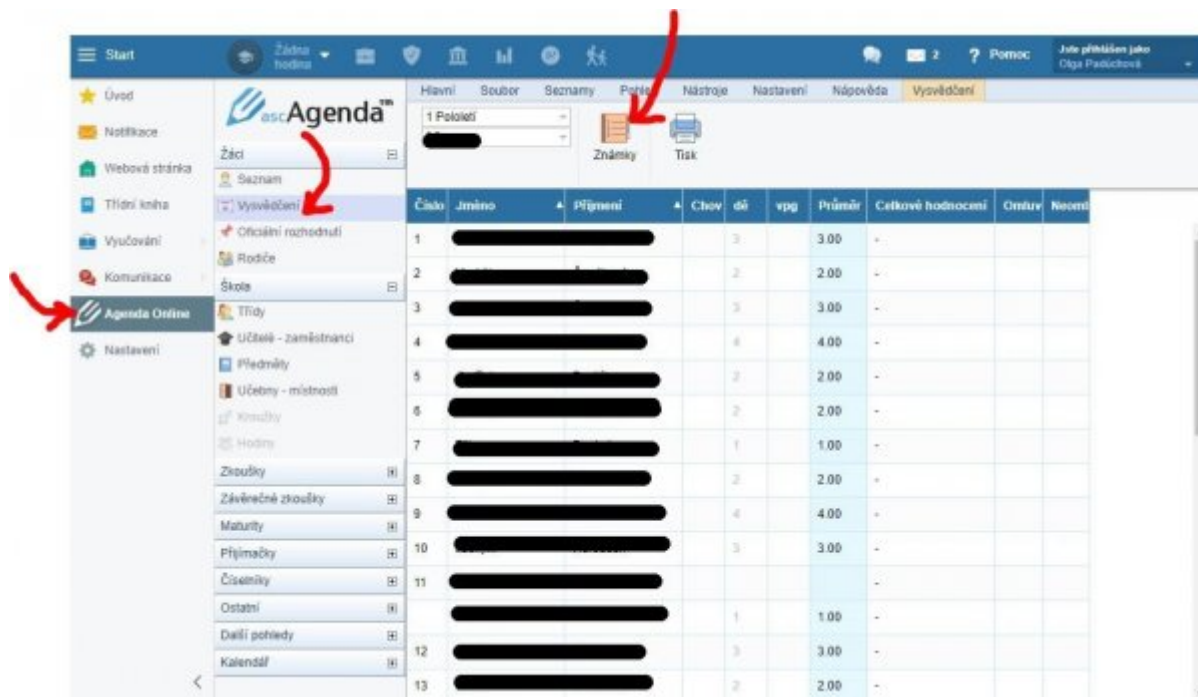 Start
Žádná
hodina
2
? Pomoc
Jste přihlášen jako
Olga Padúchová
Úvod
Notifikace
Webová stránka
Třídní kniha
Vyučování
Komunikace
Agenda Online
Nastavení
ascAgenda™
Žáci
Seznam
Vysvědčení
Oficiální rozhodnutí
Rodiče
Škola
Třídy
Učitelé - zaměstnanci
Předměty
Učebny - místnosti
Kroužky
Hodiny
Zkoušky
Závěrečné zkoušky
Maturity
Přijímačky
Číselníky
Ostatní
Další pohledy
Kalendář
Hlavní Soubor Seznamy Pohle Nástroje Nastavení Nápověda Vysvědčení
1 Pololetí
Známky
Tisk
Číslo Jméno Příjmení Chov dě vpg Průměr Celkové hodnocení Omluv Neoml
1 3 3.00 -
2 2 2.00 -
3 3 3.00 -
4 4 4.00 -
5 2 2.00 -
6 2 2.00 -
7 1 1.00 -
8 2 2.00 -
9 4 4.00 -
10 3 3.00 -
11 -
1 1.00 -
12 3 3.00 -
13 2 2.00 -